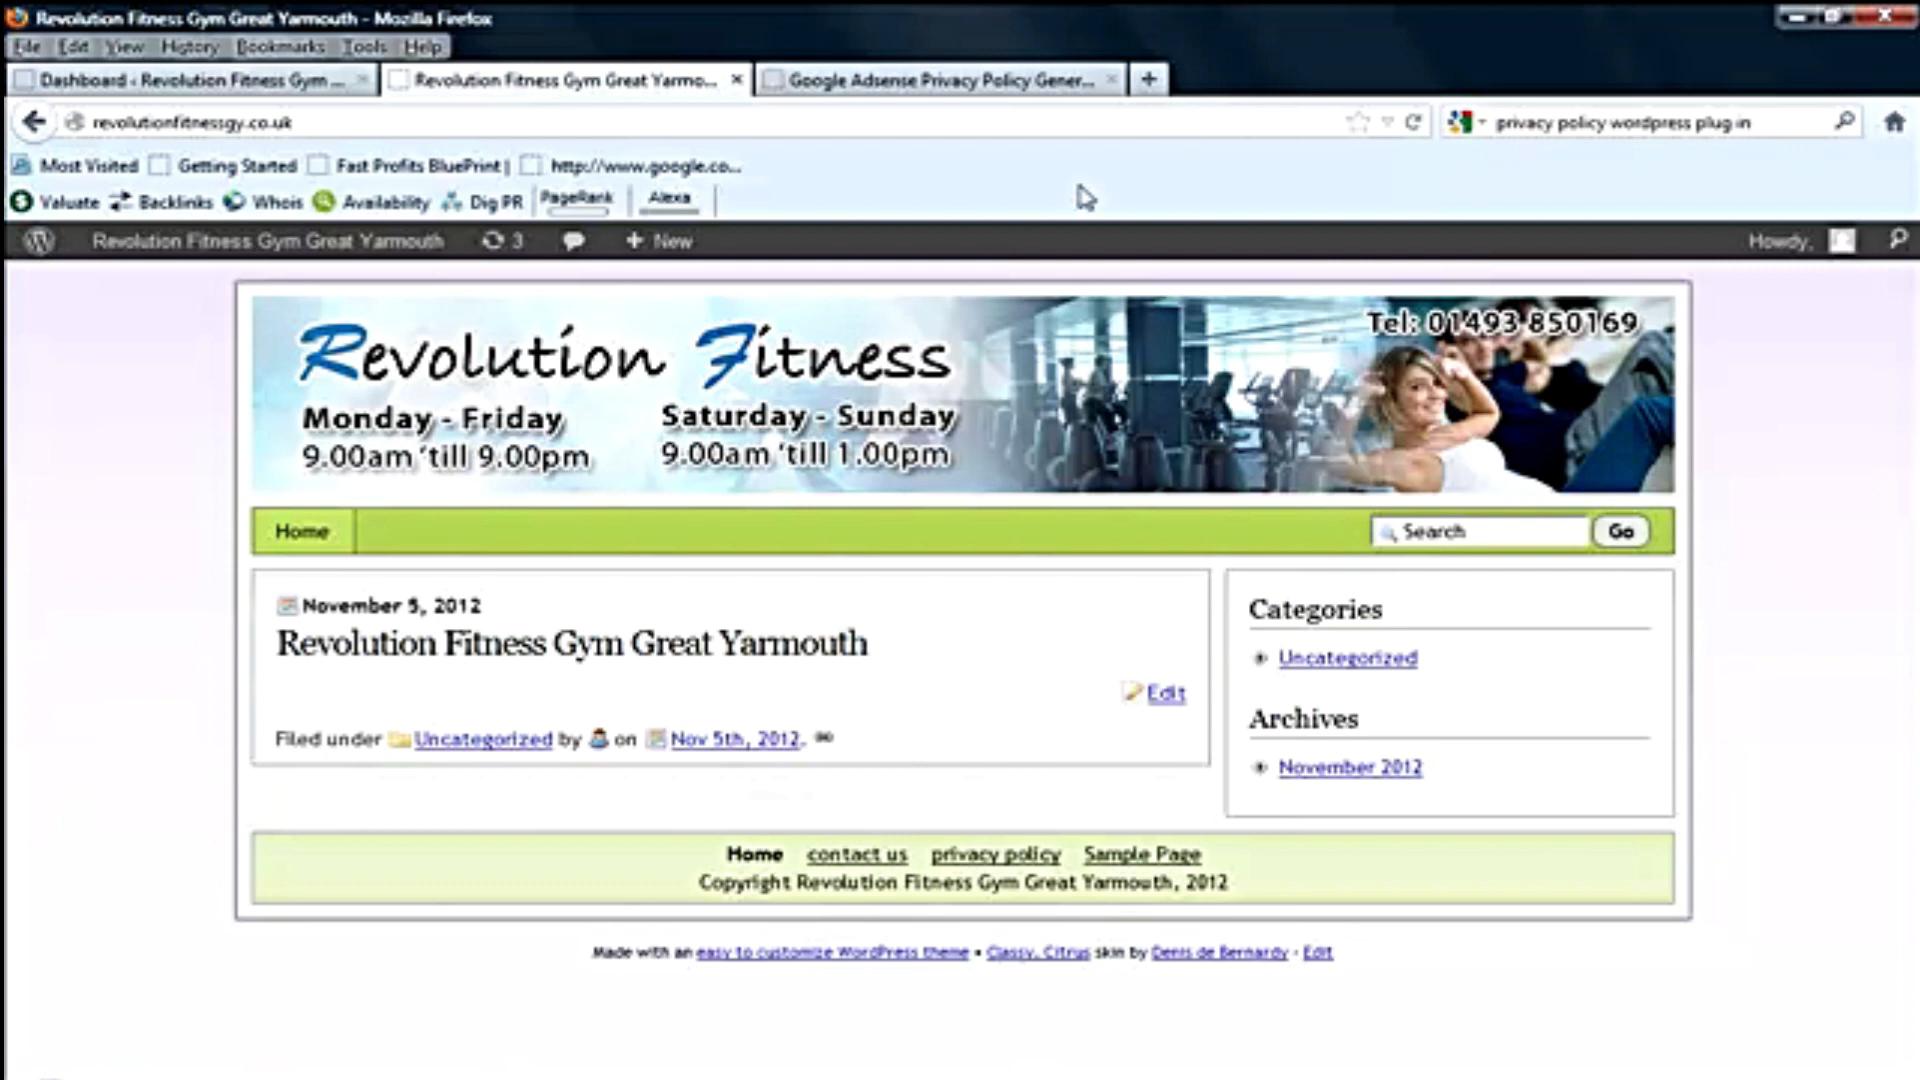 Revolution Fitness Gym Great Yarmouth - Mozilla Firefox
File Edit View History Bookmarks Tools Help
Dashboard ‹ Revolution Fitness Gym ... Revolution Fitness Gym Great Yarmo... Google Adsense Privacy Policy Gener...
revolutionfitnessgy.co.uk privacy policy wordpress plug in
Most Visited Getting Started Fast Profits BluePrint | http://www.google.co...
Valuate Backlinks Whois Availability Dig PR PageRank Alexa
Revolution Fitness Gym Great Yarmouth 3 + New Howdy,
Tel: 01493 850169
Revolution Fitness
Monday - Friday Saturday - Sunday
9.00am 'till 9.00pm 9.00am 'till 1.00pm
Home Search Go
November 5, 2012
Revolution Fitness Gym Great Yarmouth
Edit
Filed under Uncategorized by on Nov 5th, 2012.
Categories
Uncategorized
Archives
November 2012
Home contact us privacy policy Sample Page
Copyright Revolution Fitness Gym Great Yarmouth, 2012
Made with an easy to customize WordPress theme • Classy, Citrus skin by Denis de Bernardy - Edit